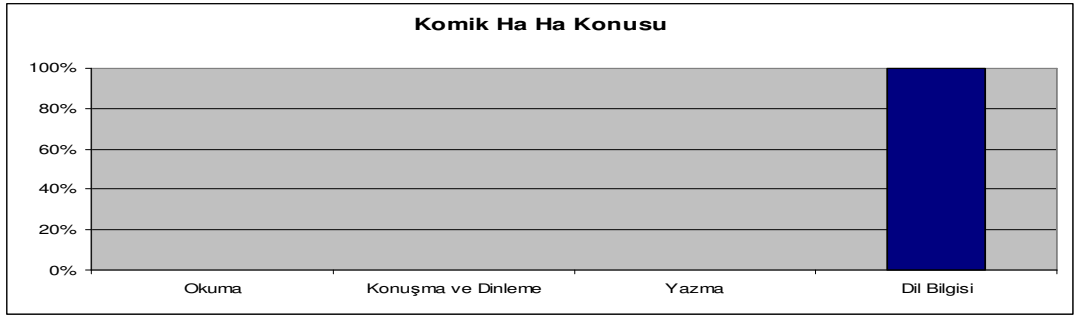 Komik Ha Ha Konusu
100%
80%
60%
40%
20%
0%
Okuma
Konuşma ve Dinleme
Yazma
Dil Bilgisi